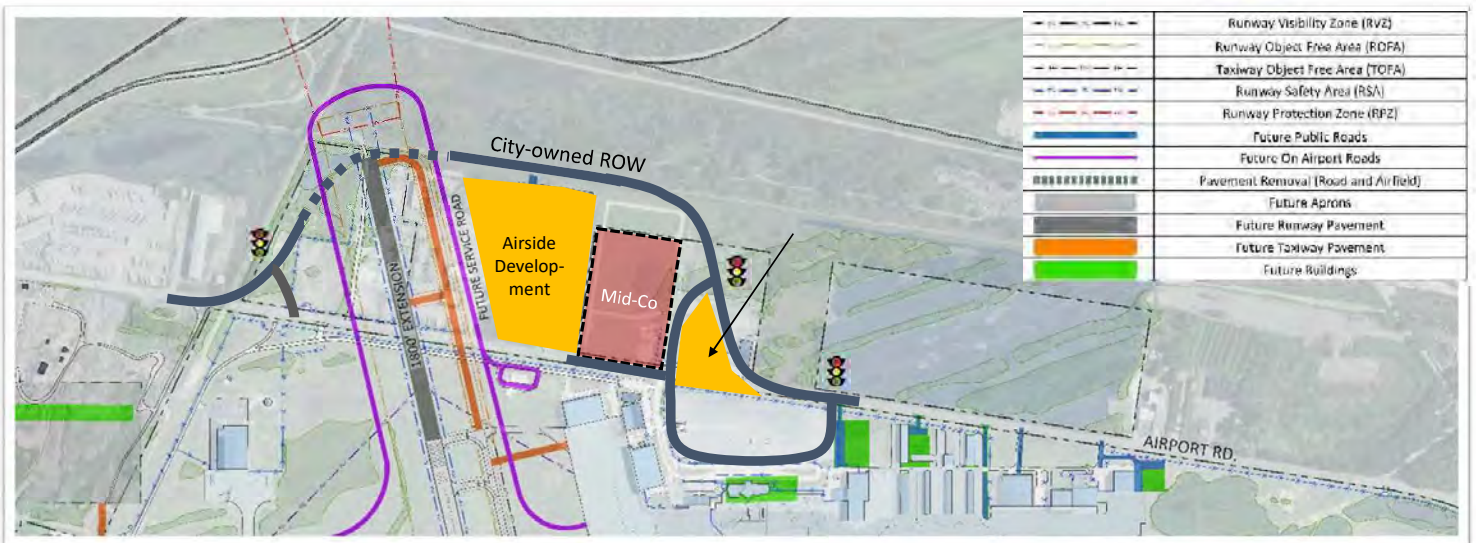 Runway Visibility Zone (RVZ)
Runway Object Free Area (ROFA)
Taxiway Object Free Area (TOFA)
Runway Safety Area (RSA)
Runway Protection Zone (RPZ)
Future Public Roads
Future On Airport Roads
Pavement Removal (Road and Airfield)
Future Aprons
Future Runway Pavement
Future Taxiway Pavement
Future Buildings
City-owned ROW
Airside
Develop-
ment
Mid-Co
FUTURE SERVICE ROAD
1800' EXTENSION
AIRPORT RD.